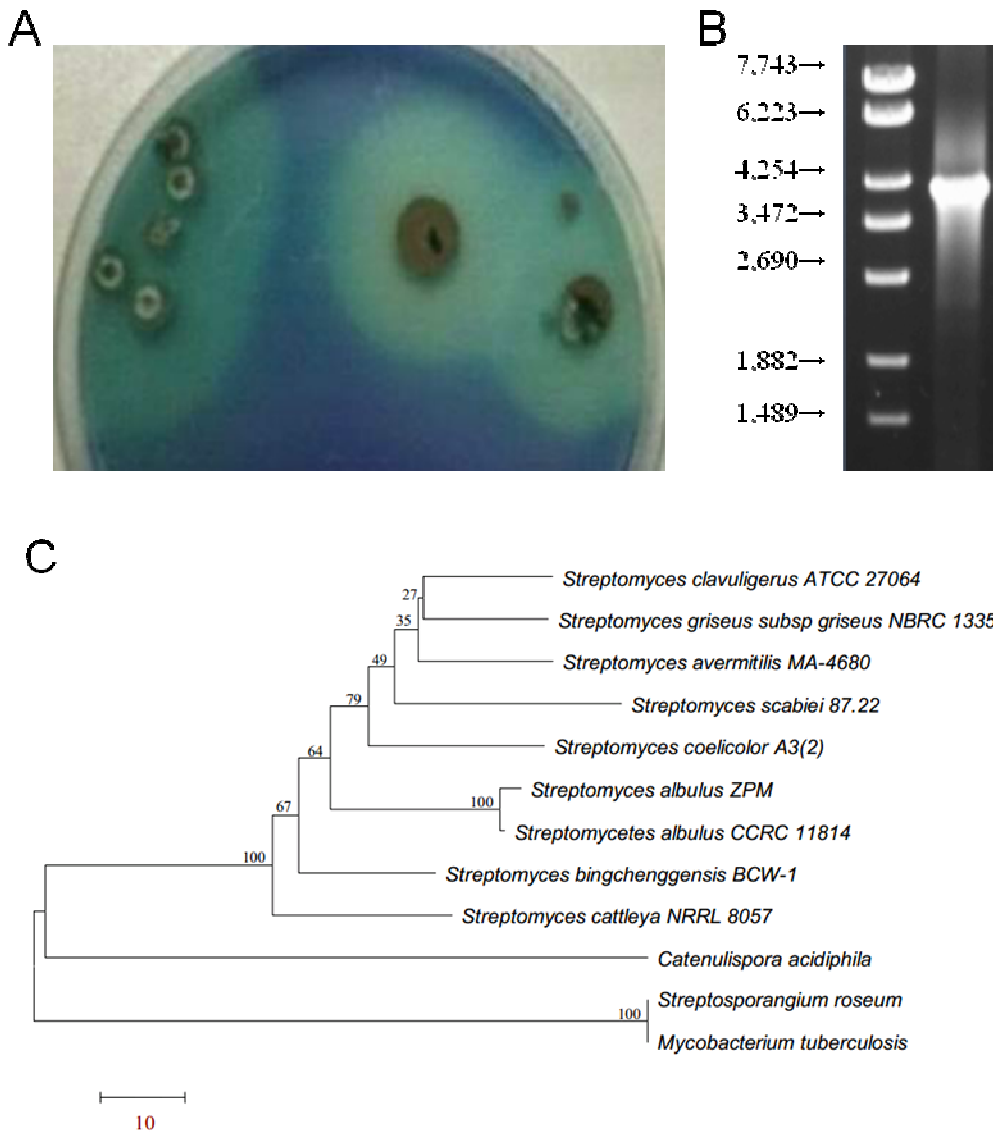 A
B
7,743→
6,223→
4,254→
3,472→
2,690→
1,882→
1,489→
C
Streptomyces clavuligerus ATCC 27064
27
Streptomyces griseus subsp griseus NBRC 1335
35
Streptomyces avermitilis MA-4680
49
Streptomyces scabiei 87.22
79
Streptomyces coelicolor A3(2)
64
Streptomyces albulus ZPM
100
Streptomycetes albulus CCRC 11814
67
Streptomyces bingchenggensis BCW-1
100
Streptomyces cattleya NRRL 8057
Catenulispora acidiphila
Streptosporangium roseum
100
Mycobacterium tuberculosis
10